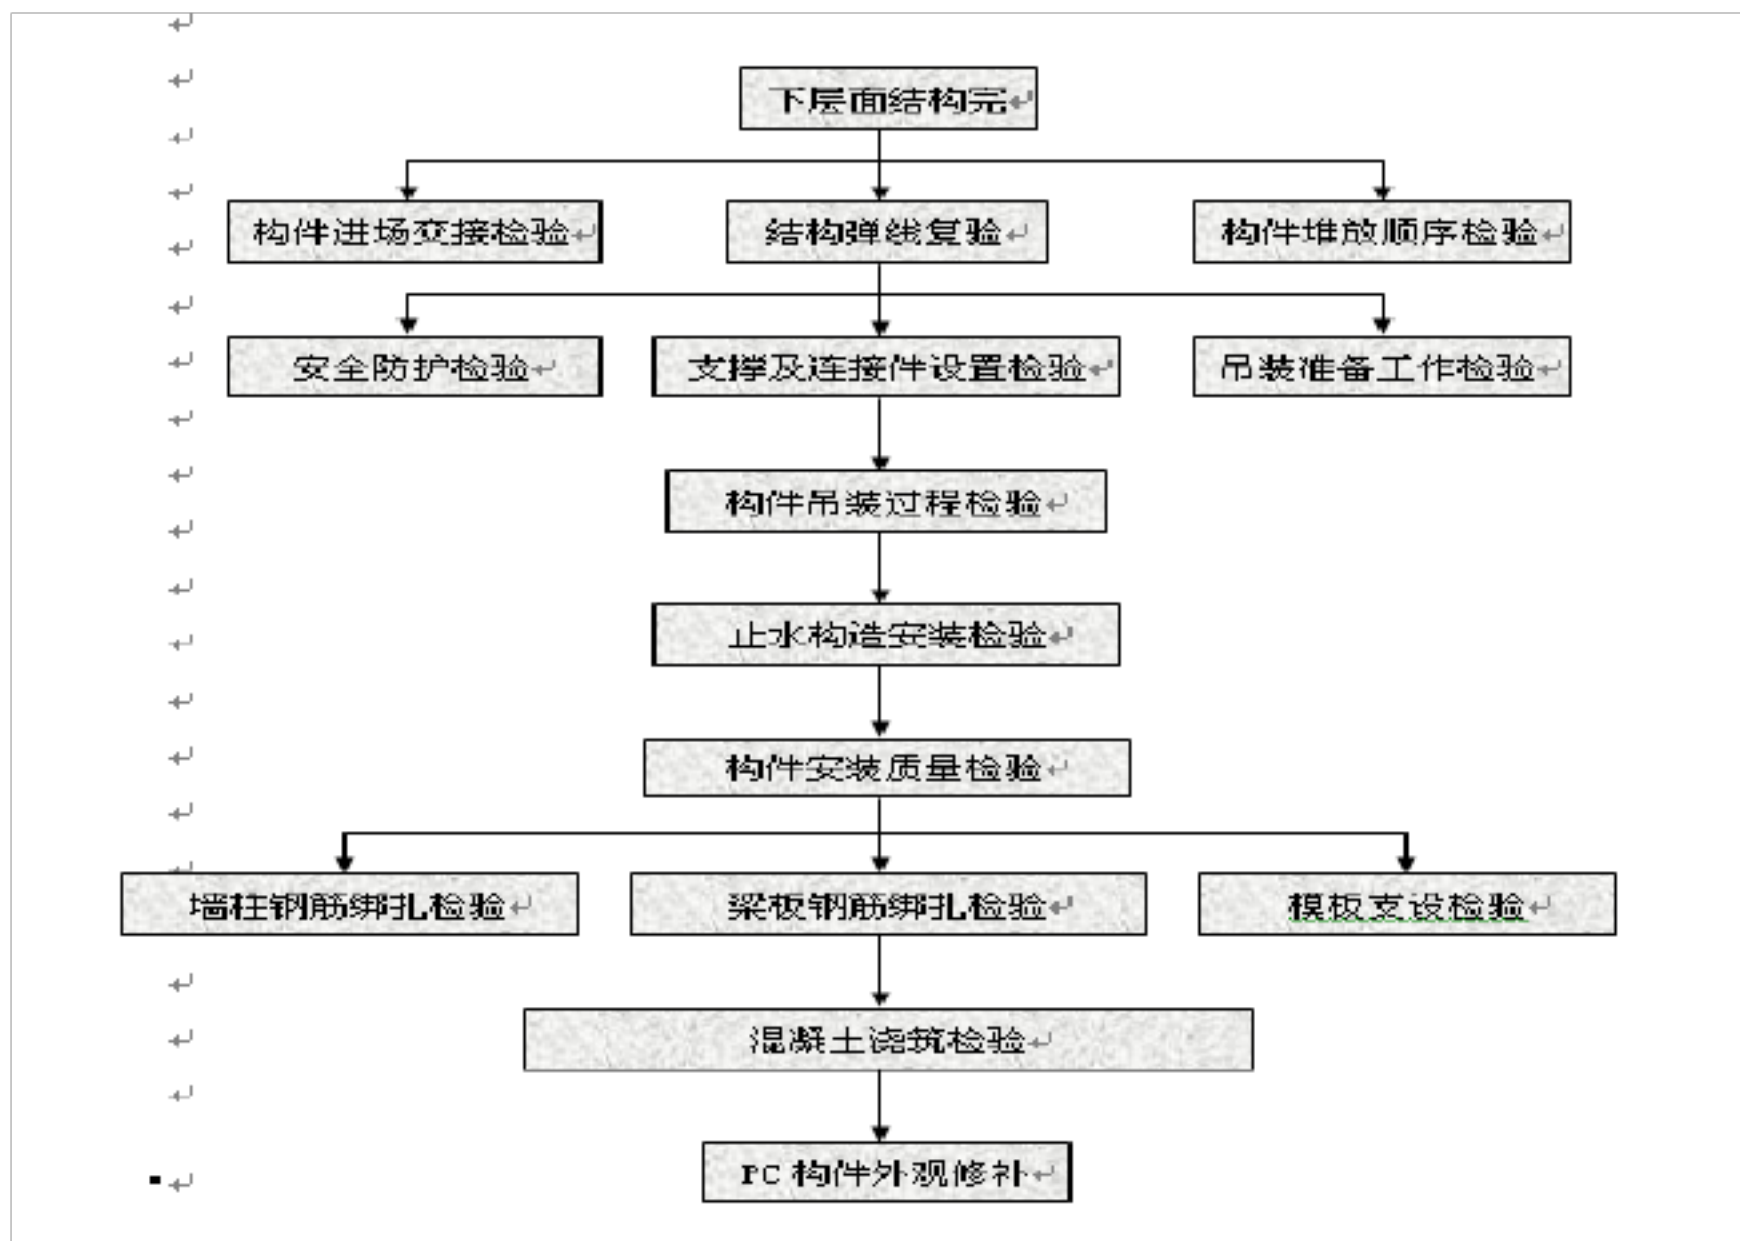 下层面结构完
构件进场交接检验
结构弹线复验
构件堆放顺序检验
安全防护检验
支撑及连接件设置检验
吊装准备工作检验
构件吊装过程检验
止水构造安装检验
构件安装质量检验
墙柱钢筋绑扎检验
梁板钢筋绑扎检验
模板支设检验
混凝土浇筑检验
PC 构件外观修补